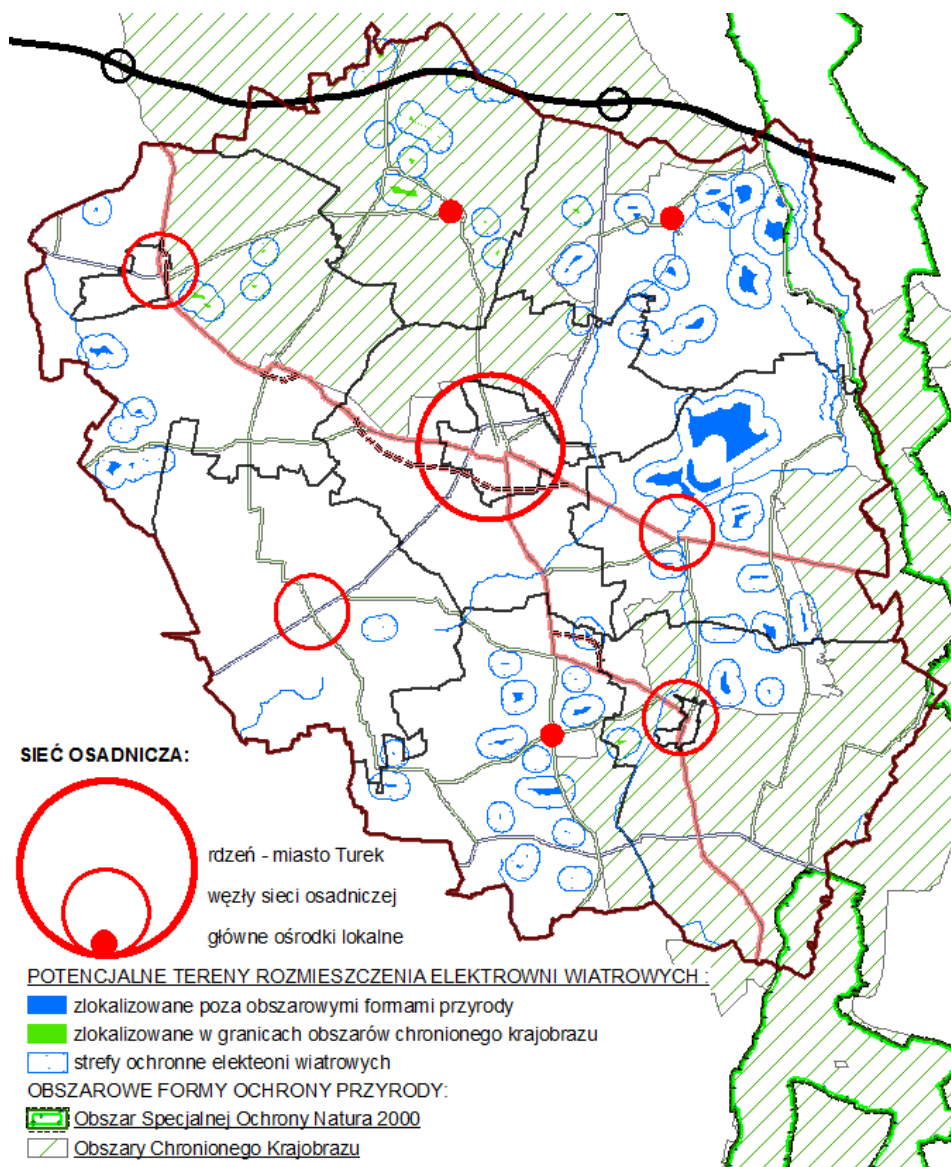 SIEĆ OSADNICZA:
rdzeń - miasto Turek
węzły sieci osadniczej
główne ośrodki lokalne
POTENCJALNE TERENY ROZMIESZCZENIA ELEKTROWNI WIATROWYCH :
zlokalizowane poza obszarowymi formami przyrody
zlokalizowane w granicach obszarów chronionego krajobrazu
strefy ochronne elekteoni wiatrowych
OBSZAROWE FORMY OCHRONY PRZYRODY:
Obszar Specjalnej Ochrony Natura 2000
Obszary Chronionego Krajobrazu